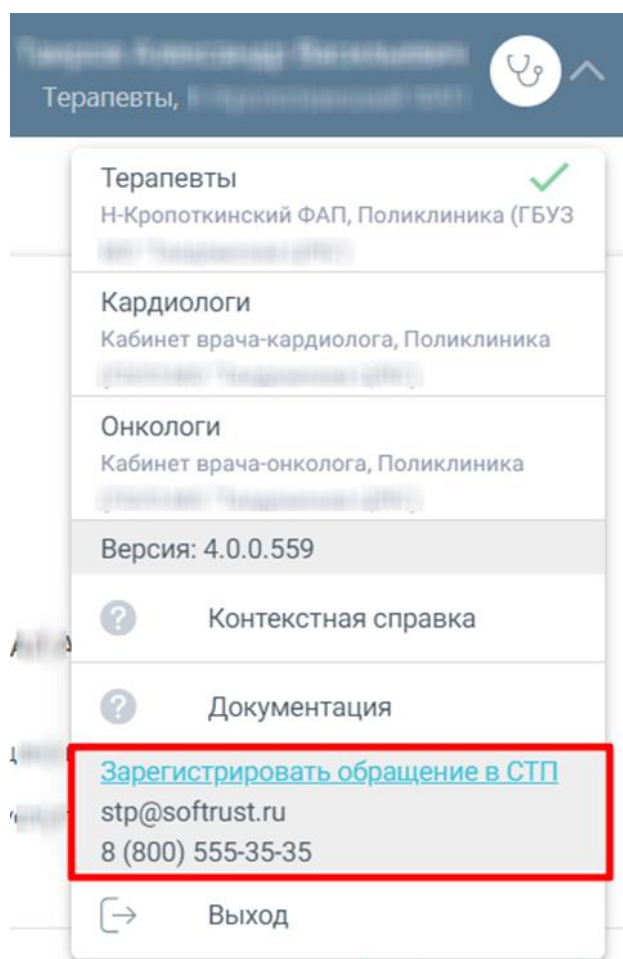 Терапевты,
Терапевты
Н-Кропоткинский ФАП, Поликлиника (ГБУЗ
Кардиологи
Кабинет врача-кардиолога, Поликлиника
Онкологи
Кабинет врача-онколога, Поликлиника
Версия: 4.0.0.559
Контекстная справка
Документация
Зарегистрировать обращение в СТП
stp@softrust.ru
8 (800) 555-35-35
Выход